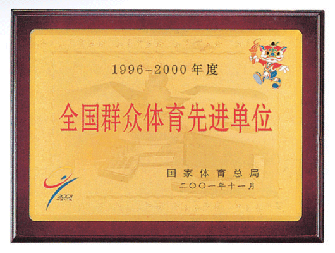 1996-2000年度
全国群众体育先进单位
国家体育总局
二〇〇一年十一月